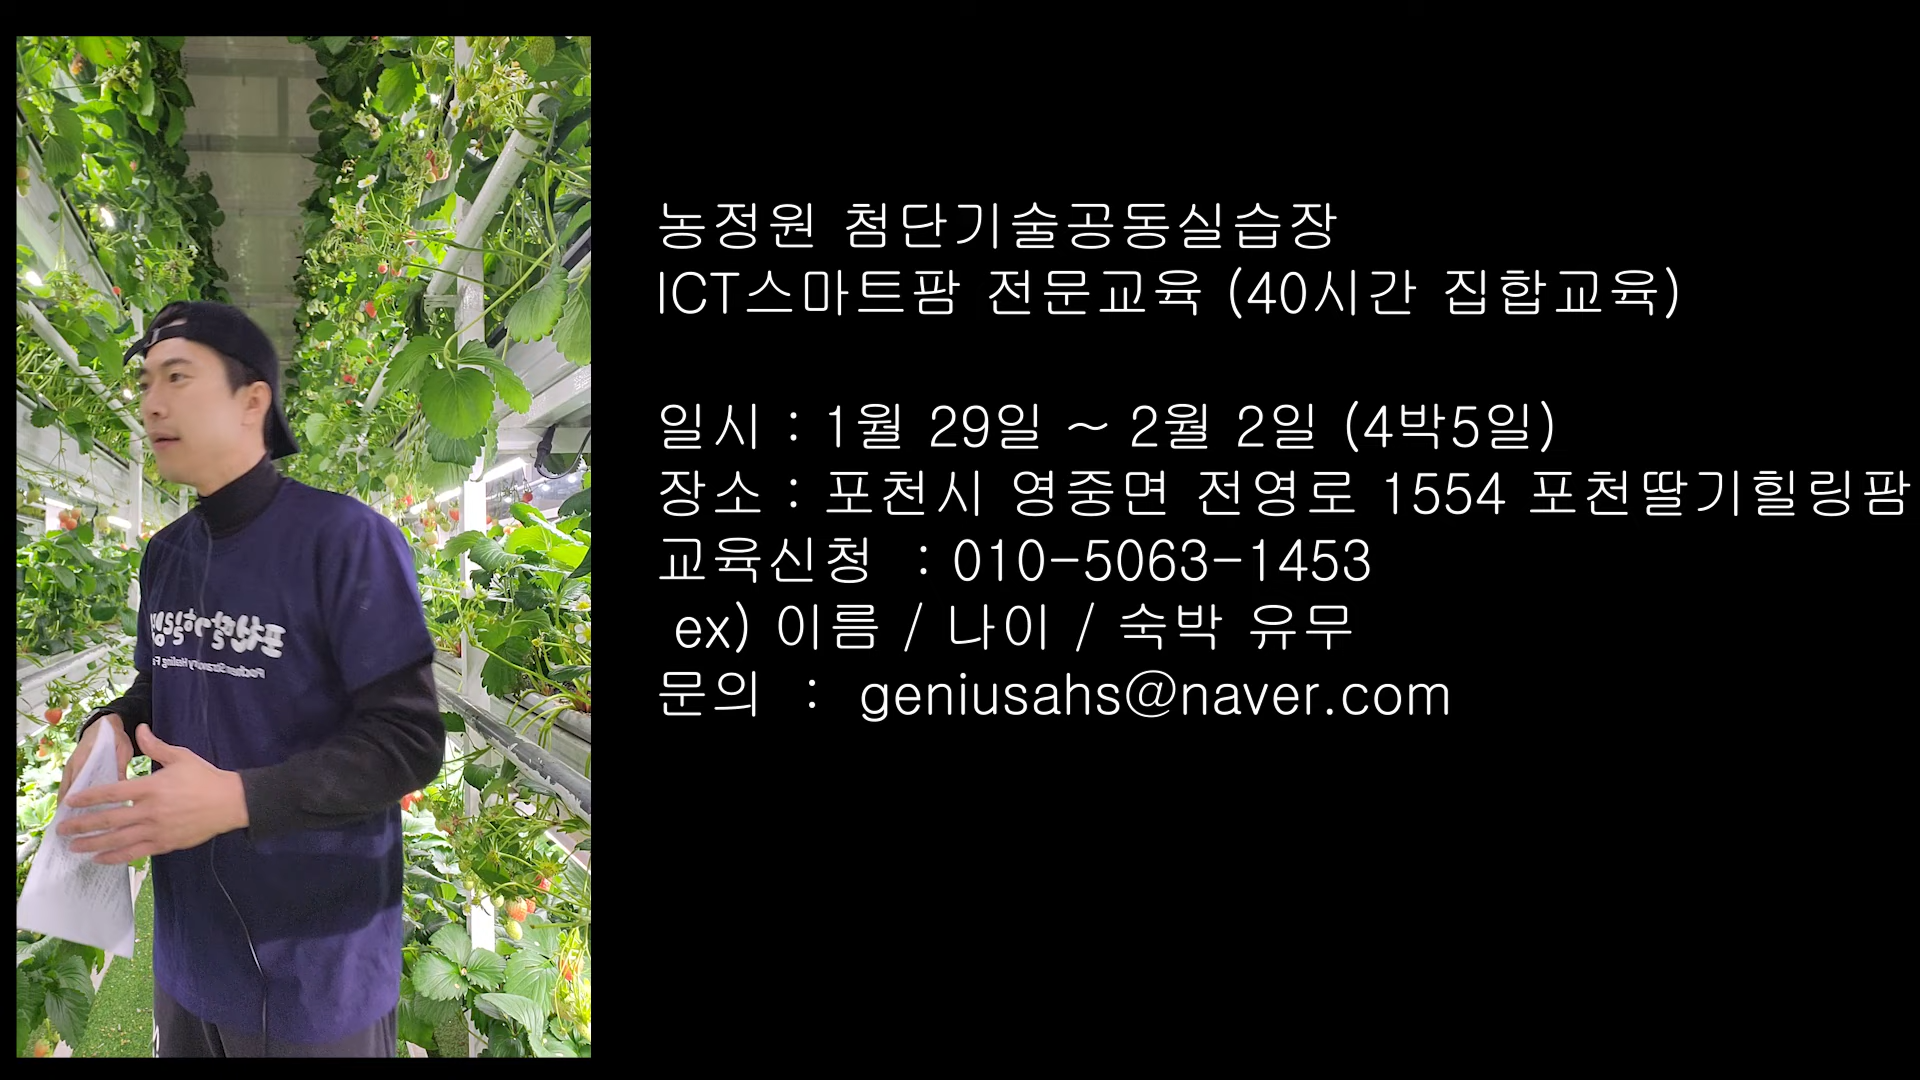 농정원 첨단기술공동실습장
ICT스마트팜 전문교육 (40시간 집합교육)
일시 : 1월 29일 ~ 2월 2일 (4박5일)
장소 : 포천시 영중면 전영로 1554 포천딸기힐링팜
교육신청 : 010-5063-1453
ex) 이름 / 나이 / 숙박 유무
문의 : geniusahs@naver.com